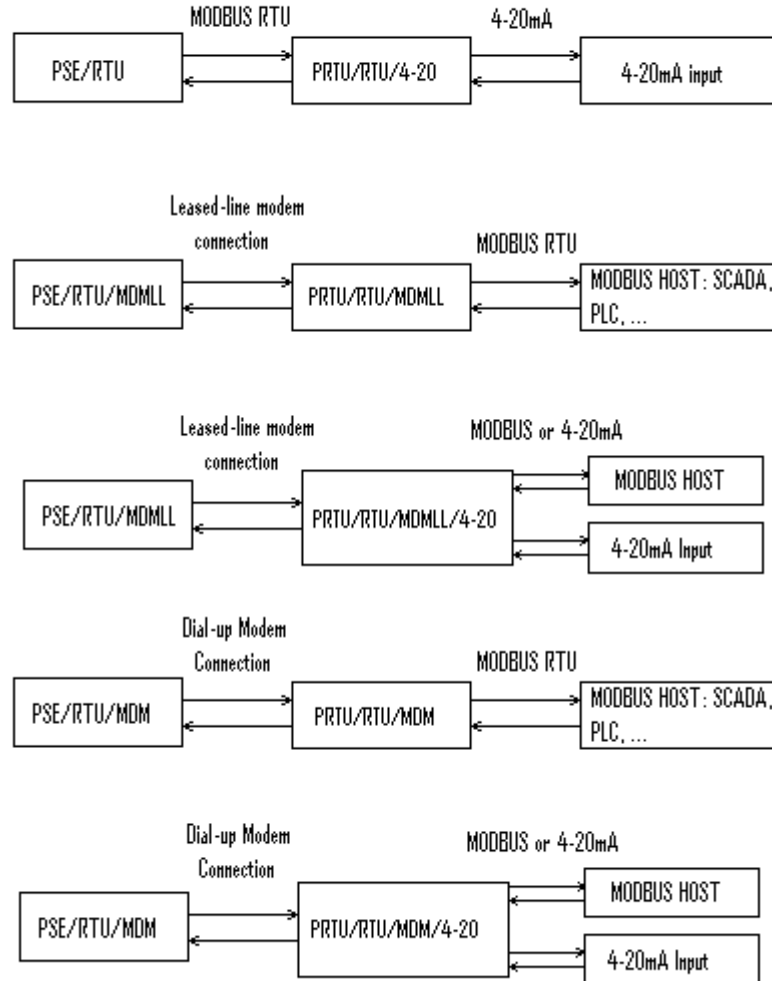 MODBUS RTU
4-20mA
PSE/RTU
PRTU/RTU/4-20
4-20mA input
Leased-line modem
connection
MODBUS RTU
PSE/RTU/MDMLL
PRTU/RTU/MDMLL
MODBUS HOST: SCADA,
PLC, ...
Leased-line modem
connection
MODBUS or 4-20mA
PSE/RTU/MDMLL
PRTU/RTU/MDMLL/4-20
MODBUS HOST
4-20mA Input
Dial-up Modem
Connection
MODBUS RTU
PSE/RTU/MDM
PRTU/RTU/MDM
MODBUS HOST: SCADA,
PLC, ...
Dial-up Modem
Connection
MODBUS or 4-20mA
PSE/RTU/MDM
PRTU/RTU/MDM/4-20
MODBUS HOST
4-20mA Input